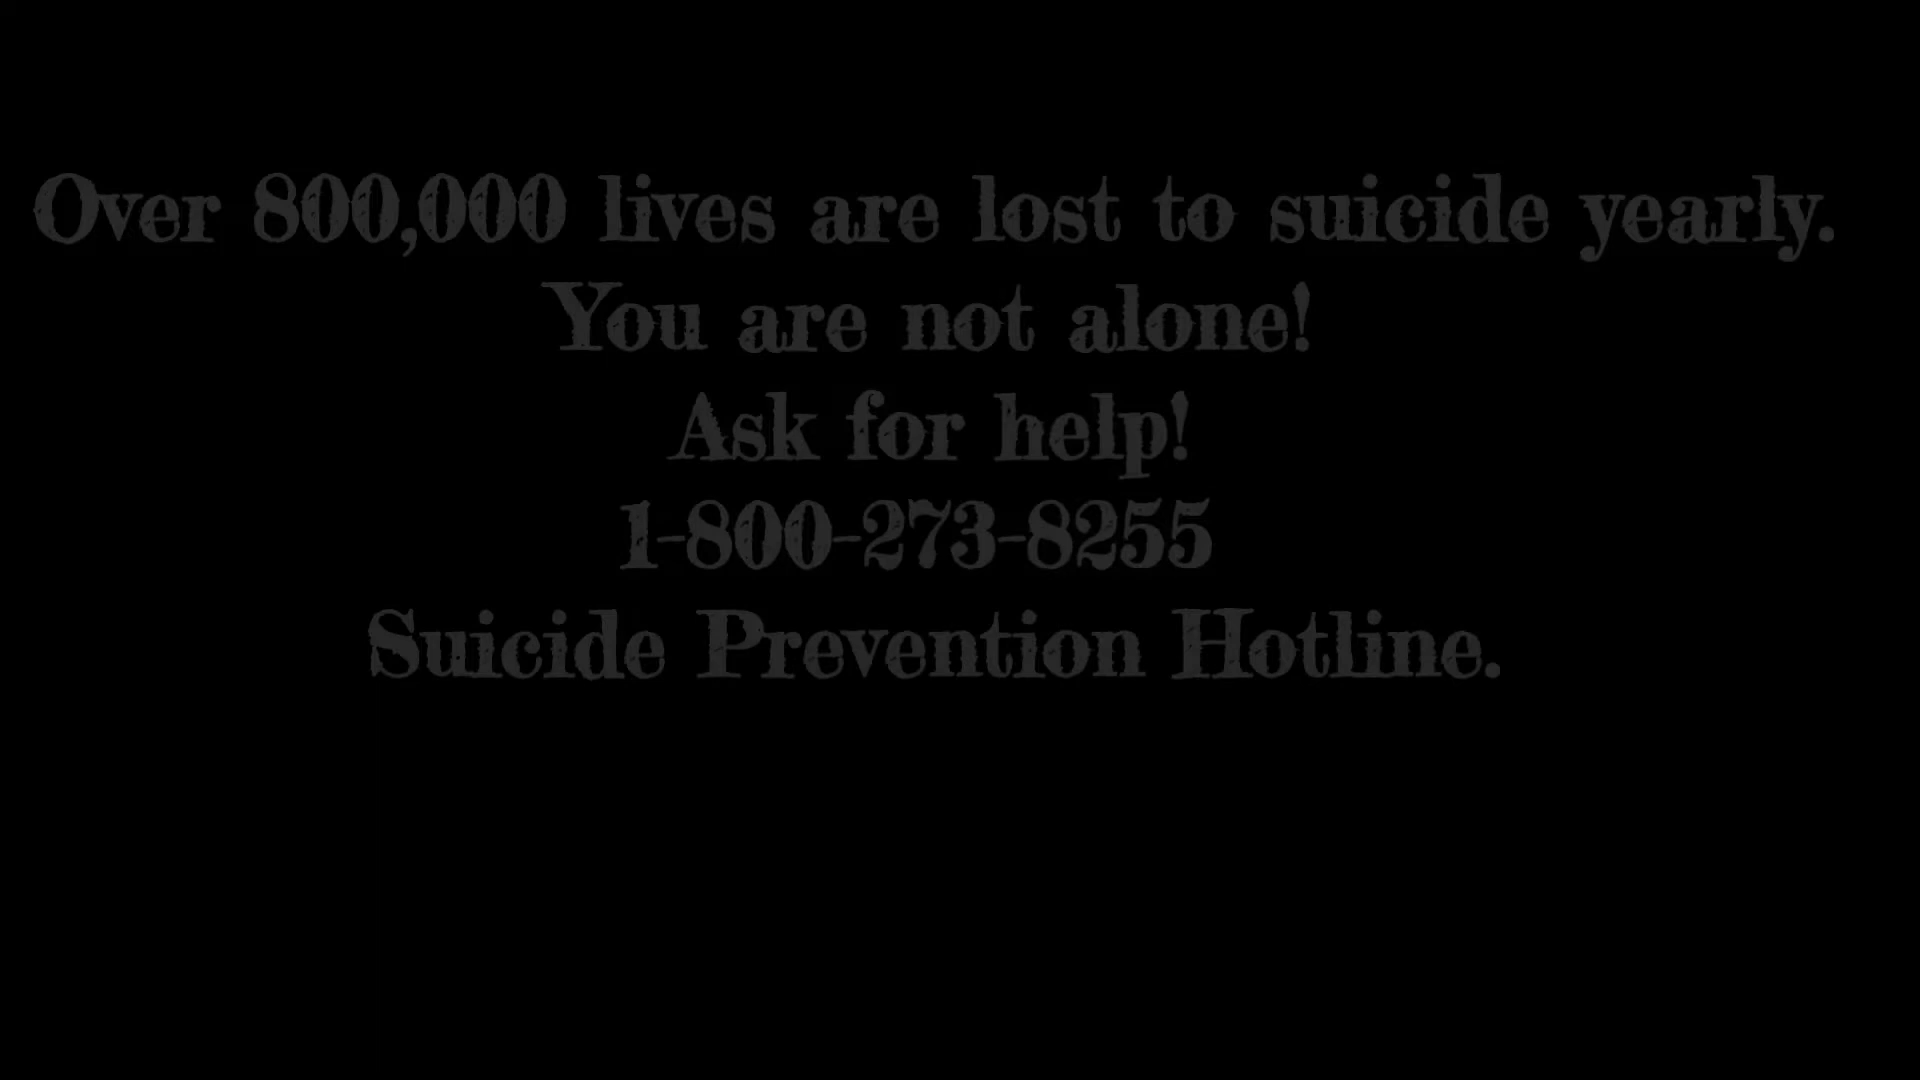 Over 800,000 lives are lost to suicide yearly.
You are not alone!
Ask for help!
1-800-273-8255
Suicide Prevention Hotline.